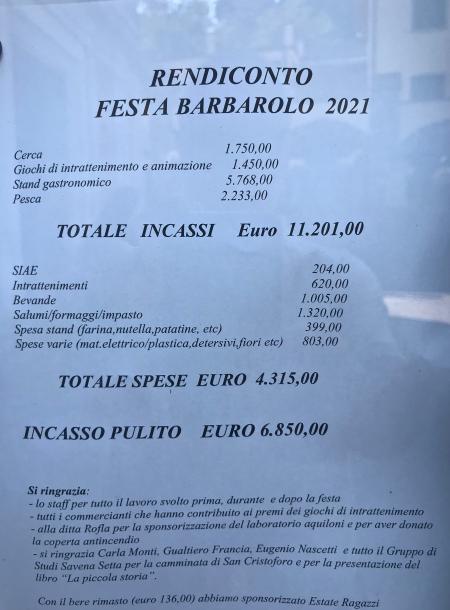 RENDICONTO
FESTA BARBAROLO 2021
Cerca 1.750,00
Giochi di intrattenimento e animazione 1.450,00
Stand gastronomico 5.768,00
Pesca 2.233,00
TOTALE INCASSI Euro 11.201,00
SIAE 204,00
Intrattenimenti 620,00
Bevande 1.005,00
Salumi/formaggi/impasto 1.320,00
Spesa stand (farina,nutella,patatine, etc) 399,00
Spese varie (mat.elettrico/plastica,detersivi,fiori etc) 803,00
TOTALE SPESE EURO 4.315,00
INCASSO PULITO EURO 6.850,00
Si ringrazia:
- lo staff per tutto il lavoro svolto prima, durante e dopo la festa
- tutti i commercianti che hanno contribuito ai premi dei giochi di intrattenimento
- alla ditta Rofla per la sponsorizzazione del laboratorio aquiloni e per aver donato
la coperta antincendio
- si ringrazia Carla Monti, Gualtiero Francia, Eugenio Nascetti e tutto il Gruppo di
Studi Savena Setta per la camminata di San Cristoforo e per la presentazione del
libro "La piccola storia".
Con il bere rimasto (euro 136,00) abbiamo sponsorizzato Estate Ragazzi